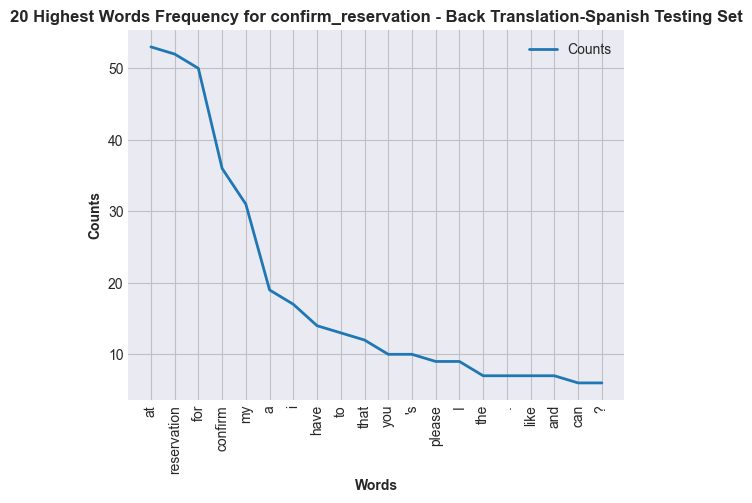 20 Highest Words Frequency for confirm_reservation - Back Translation-Spanish Testing Set
Counts
50
40
30
20
10
Counts
at
reservation
for
confirm
my
a
i
have
to
that
you
's
please
I
the
.
like
and
can
?
Words